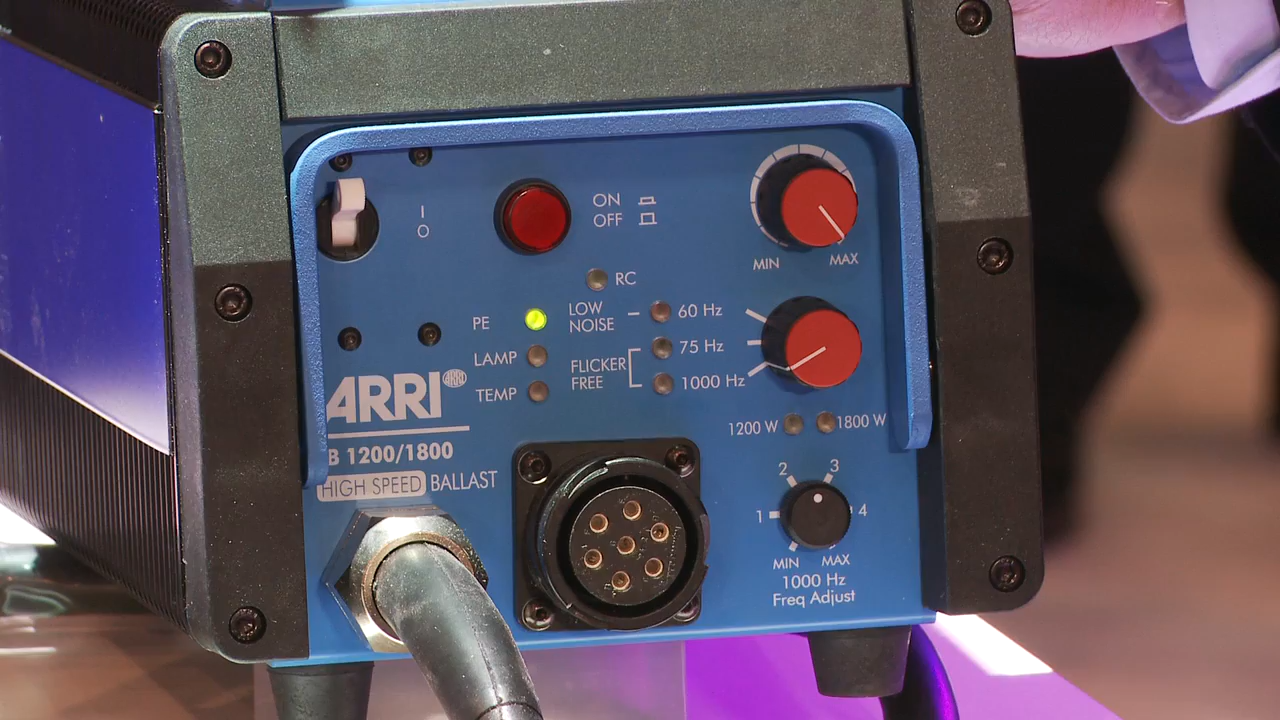 I
O
ON
OFF
MIN MAX
RC
PE
LOW
NOISE
60 Hz
75 Hz
LAMP
FLICKER
FREE
1000 Hz
TEMP
ARRI ARRI
1200 W 1800 W
B 1200/1800
HIGH SPEED BALLAST
2 3
1 4
MIN MAX
1000 Hz
Freq Adjust